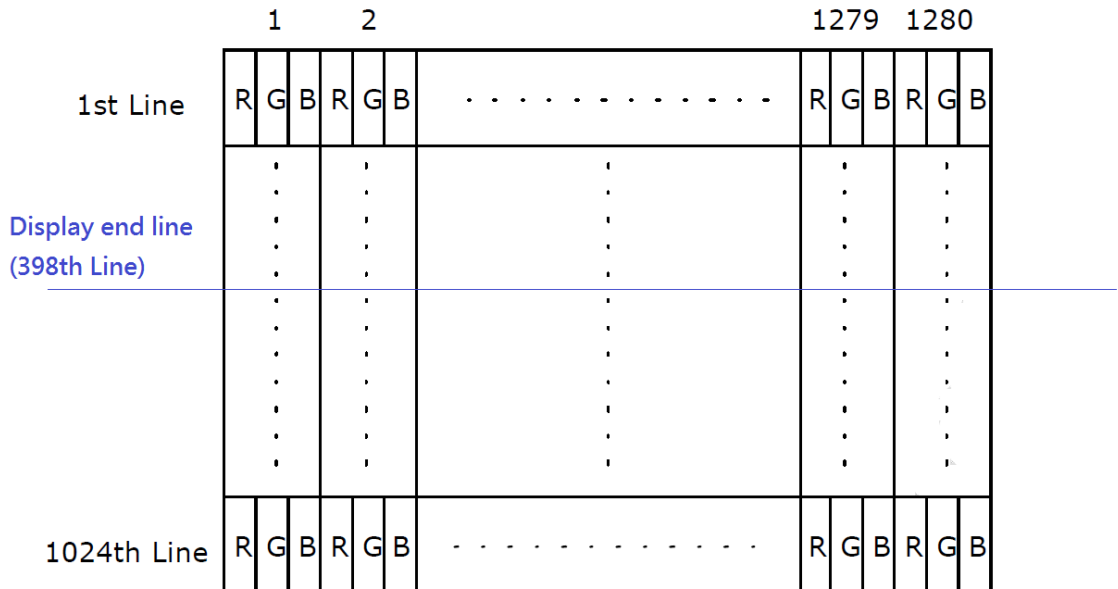 1 2 1279 1280
1st Line R G B R G B R G B R G B
Display end line
(398th Line)
1024th Line R G B R G B R G B R G B